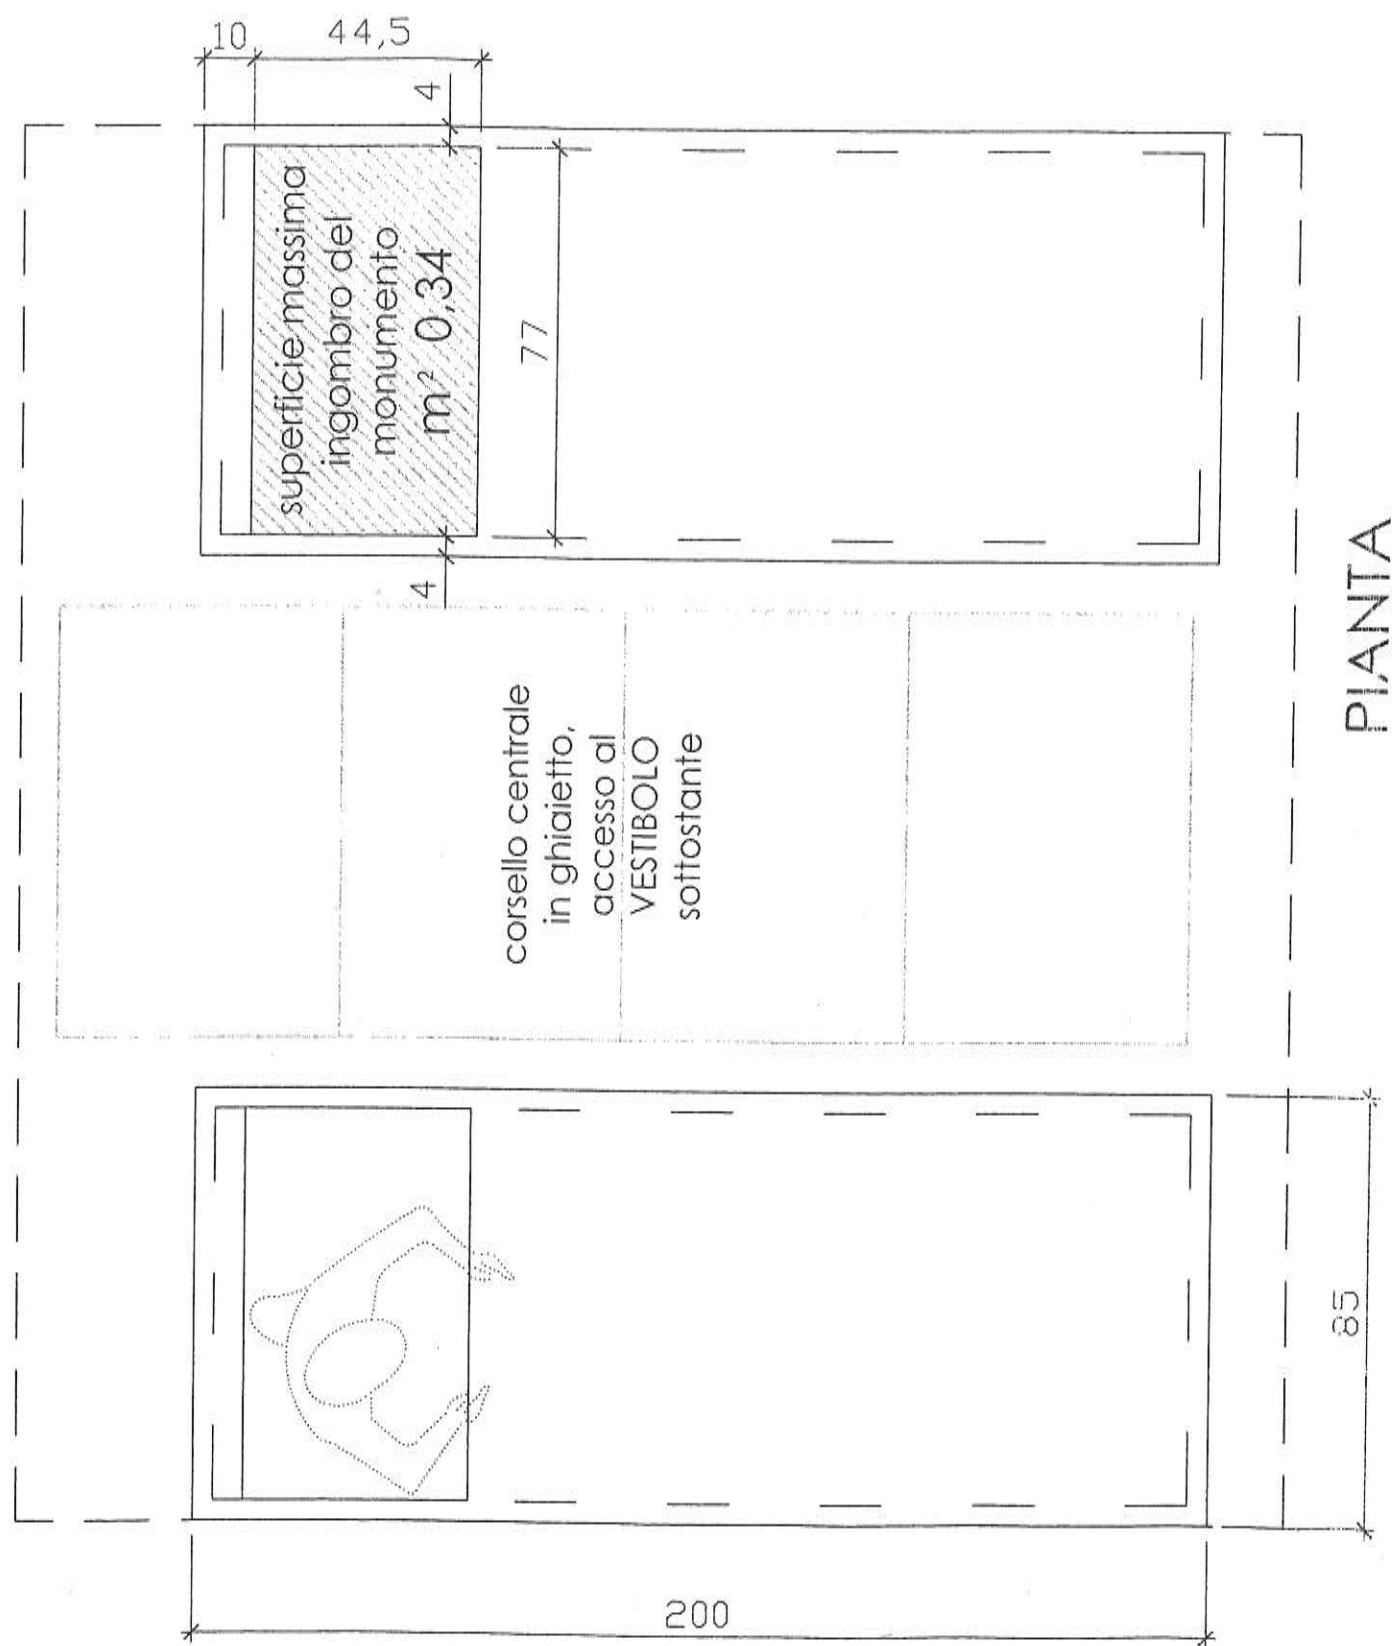 10
44,5
4
superficie massima
ingombro del
monumento
m² 0,34
77
4
corsello centrale
in ghiaietto,
accesso al
VESTIBOLO
sottostante
PIANTA
85
200